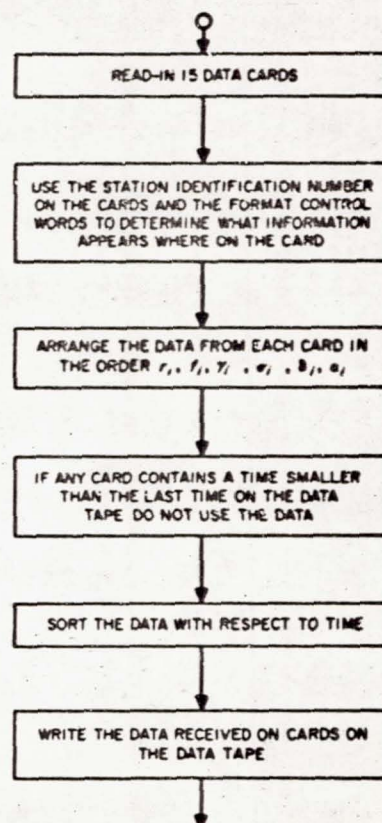 READ-IN 15 DATA CARDS
USE THE STATION IDENTIFICATION NUMBER
ON THE CARDS AND THE FORMAT CONTROL
WORDS TO DETERMINE WHAT INFORMATION
APPEARS WHERE ON THE CARD
ARRANGE THE DATA FROM EACH CARD IN
THE ORDER
IF ANY CARD CONTAINS A TIME SMALLER
THAN THE LAST TIME ON THE DATA
TAPE DO NOT USE THE DATA
SORT THE DATA WITH RESPECT TO TIME
WRITE THE DATA RECEIVED ON CARDS ON
THE DATA TAPE